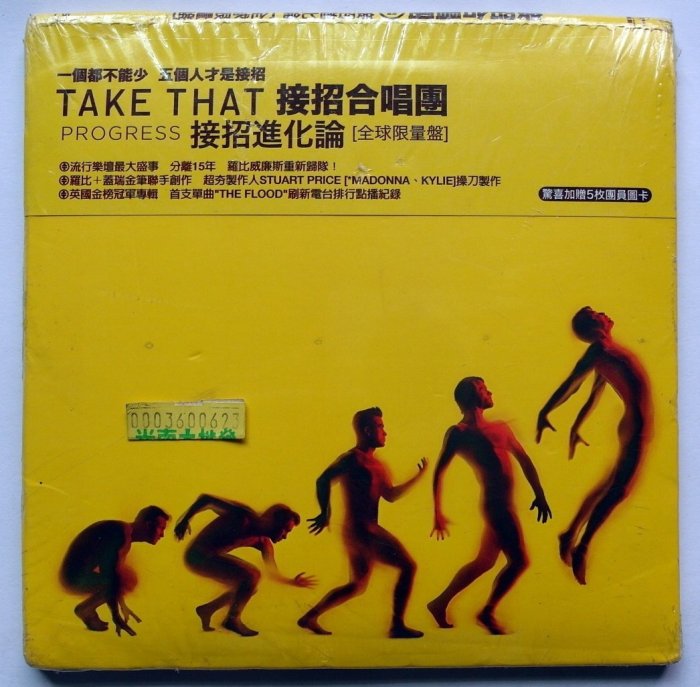 一個都不能少 五個人才是接招
TAKE THAT 接招合唱團
PROGRESS 接招進化論 [全球限量盤]
流行樂壇最大盛事 分離15年 羅比威廉斯重新歸隊！
羅比＋蓋瑞金筆聯手創作 超夯製作人STUART PRICE [*MADONNA、KYLIE]操刀製作
英國金榜冠軍專輯 首支單曲"THE FLOOD"刷新電台排行點播紀錄
驚喜加贈5枚團員圖卡
0003600623
光南大批發